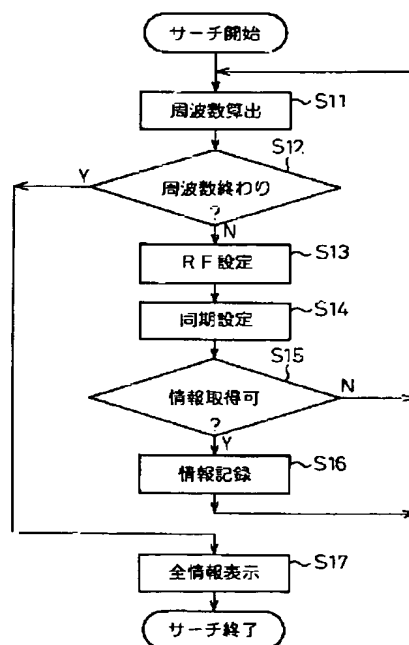 サーチ開始
周波数算出 S11
S12
Y 周波数終わり
?
N
RF設定 S13
同期設定 S14
S15
情報取得可 N
?
Y
情報記録 S16
全情報表示 S17
サーチ終了